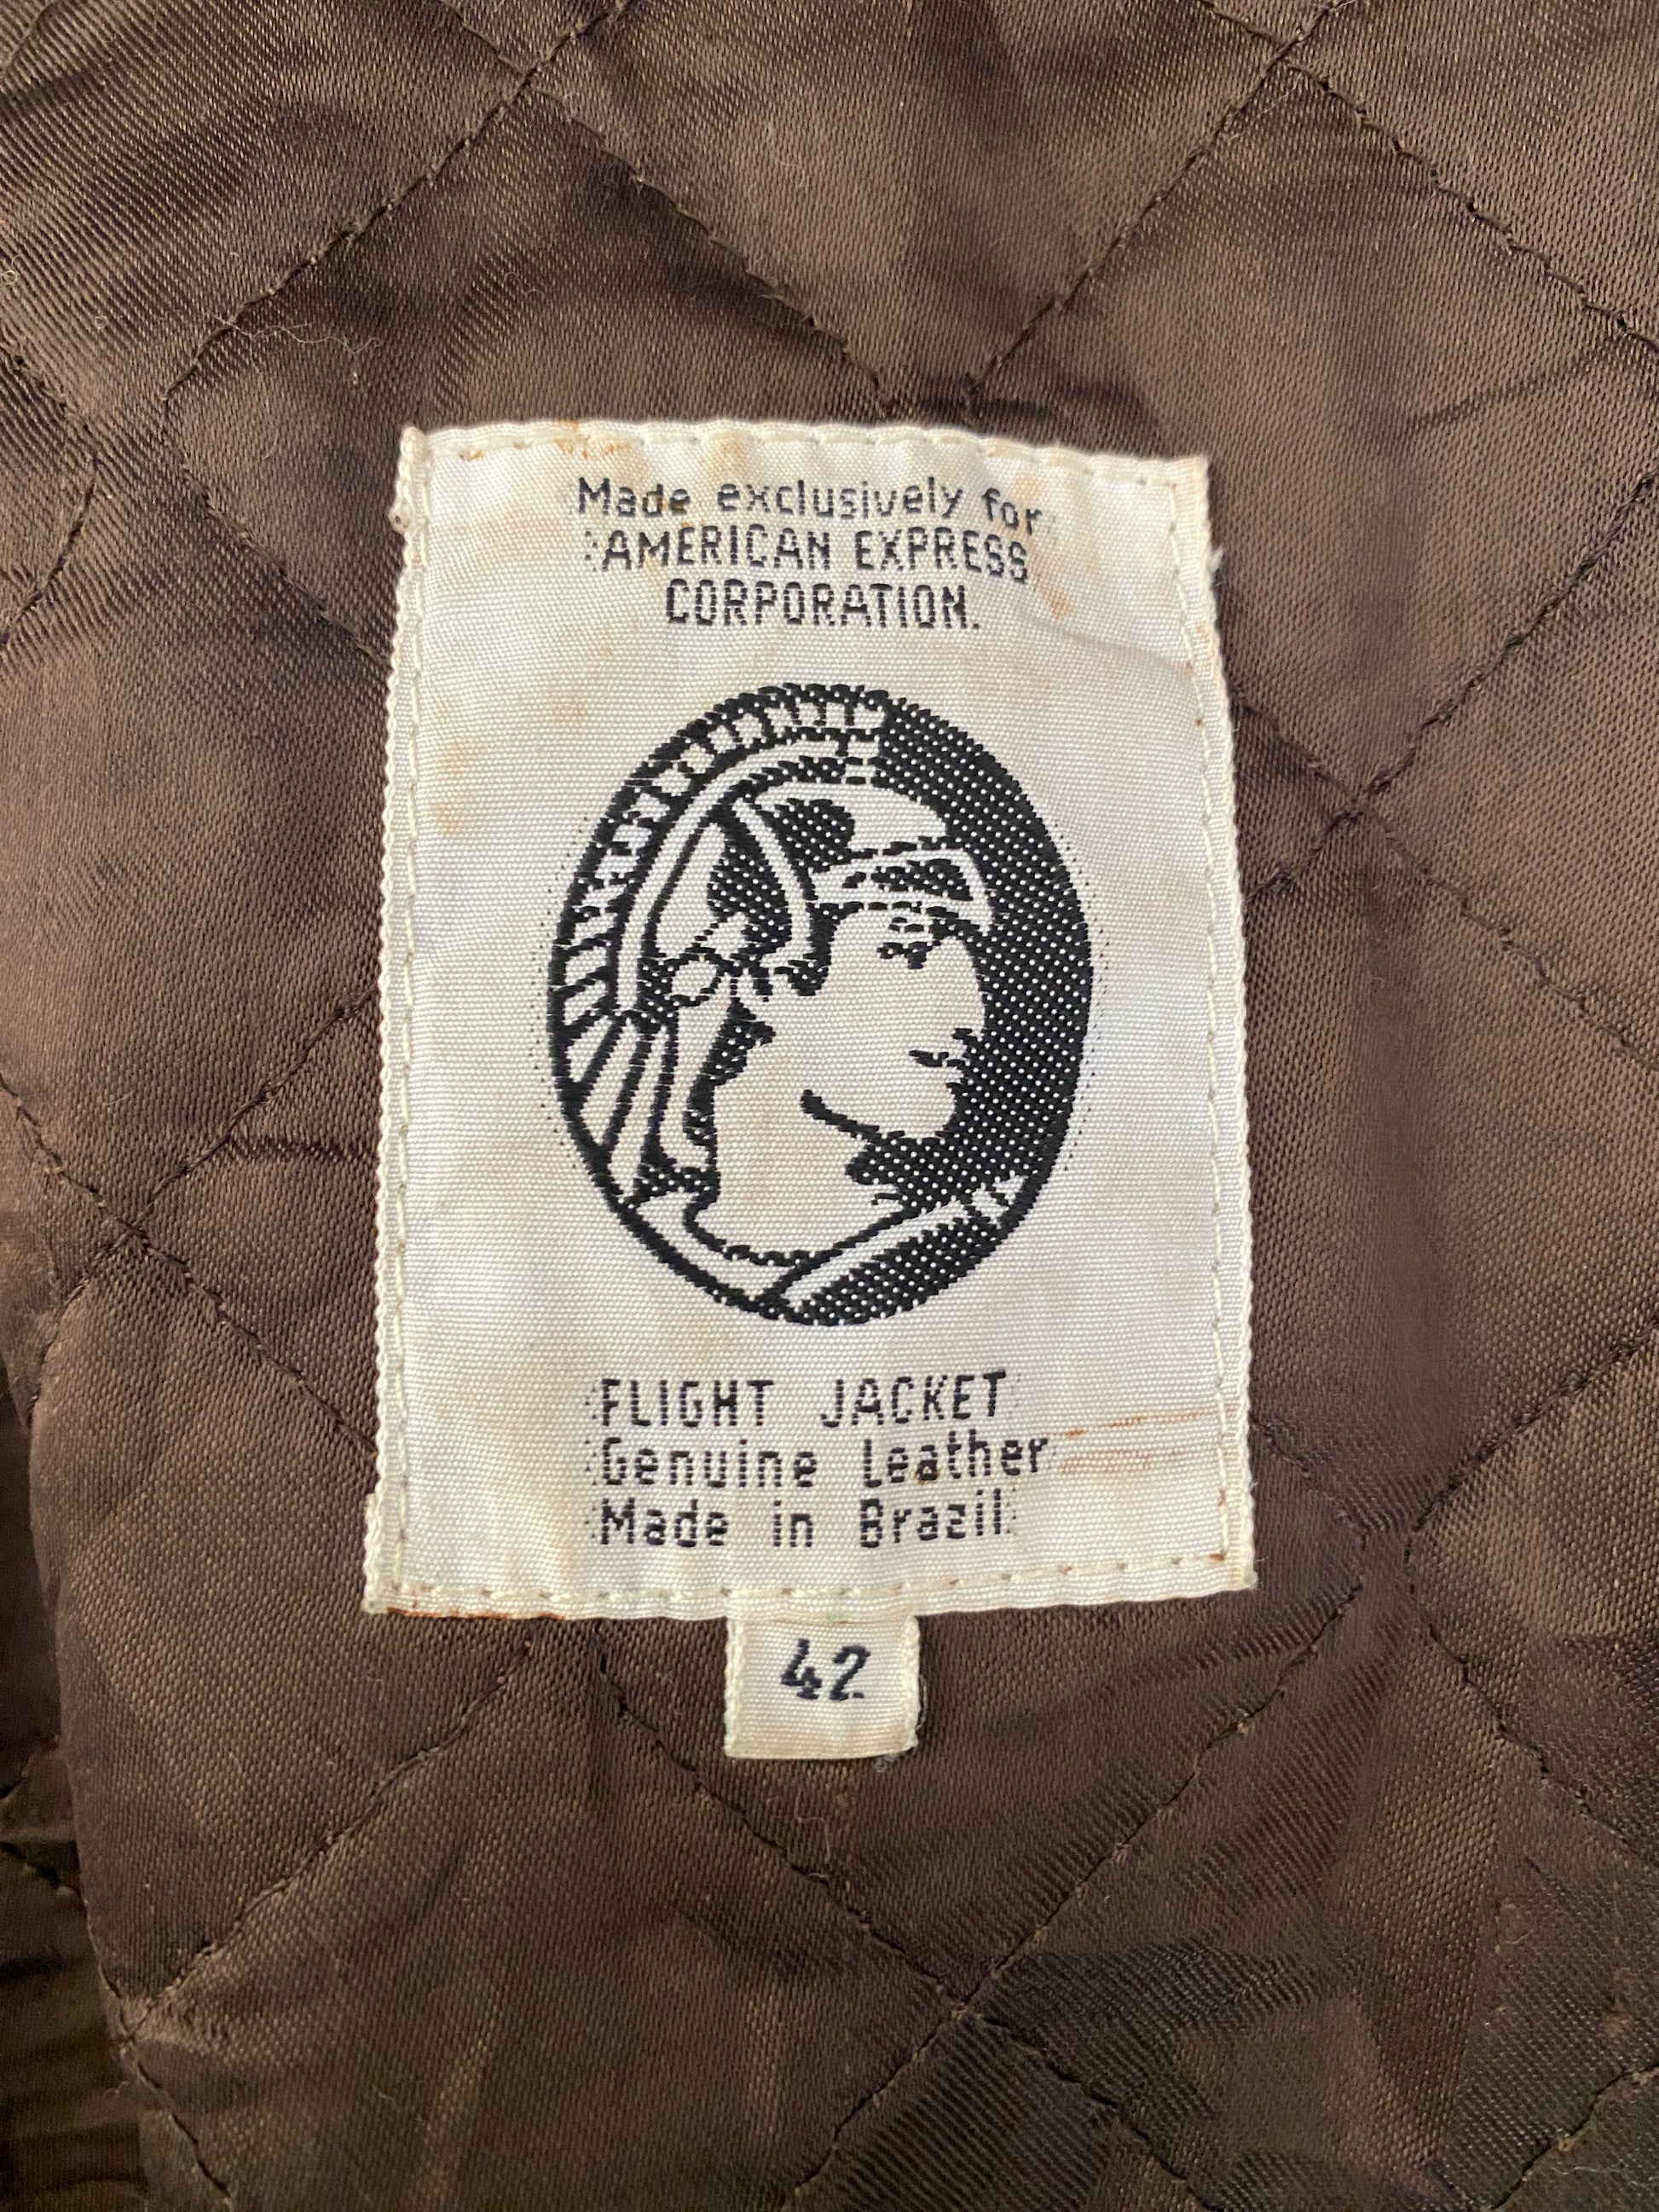 Made exclusively for
AMERICAN EXPRESS
CORPORATION.
FLIGHT JACKET
Genuine Leather
Made in Brazil
42